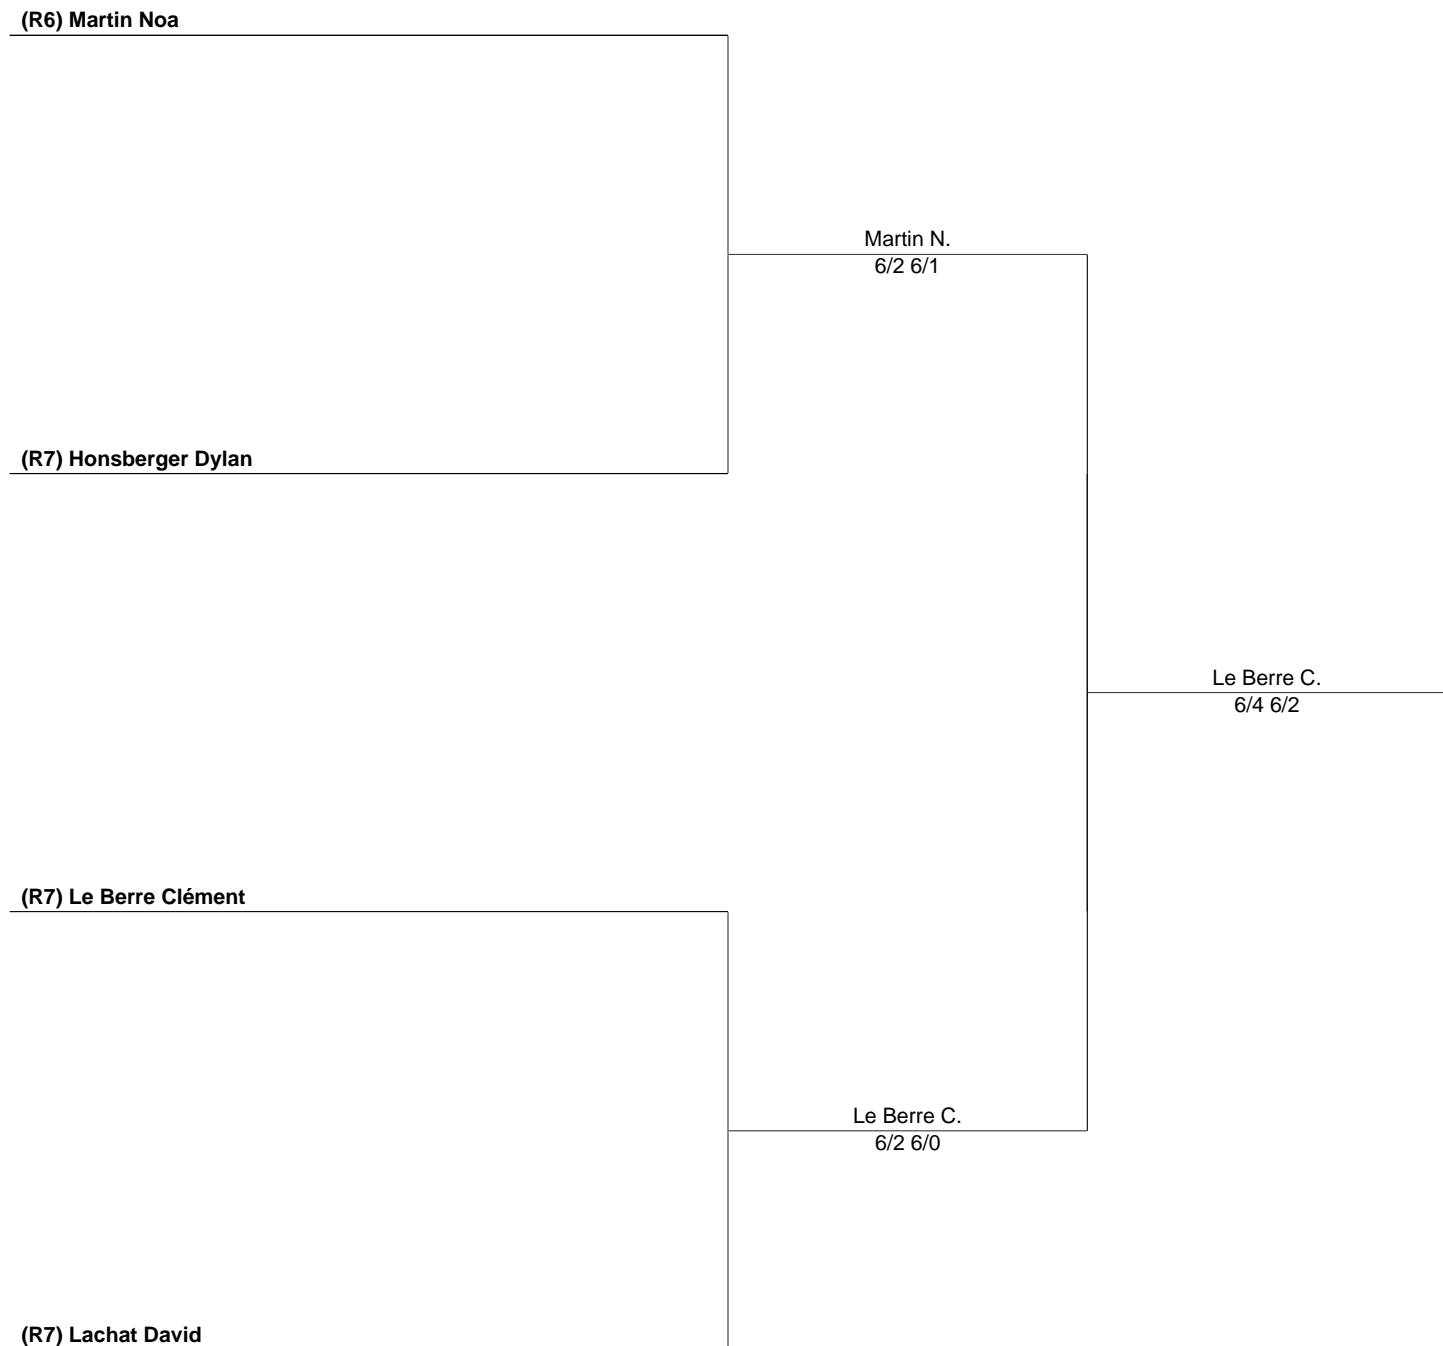 (R6) Martin Noa
Martin N.
6/2 6/1
(R7) Honsberger Dylan
Le Berre C.
6/4 6/2
(R7) Le Berre Clément
Le Berre C.
6/2 6/0
(R7) Lachat David